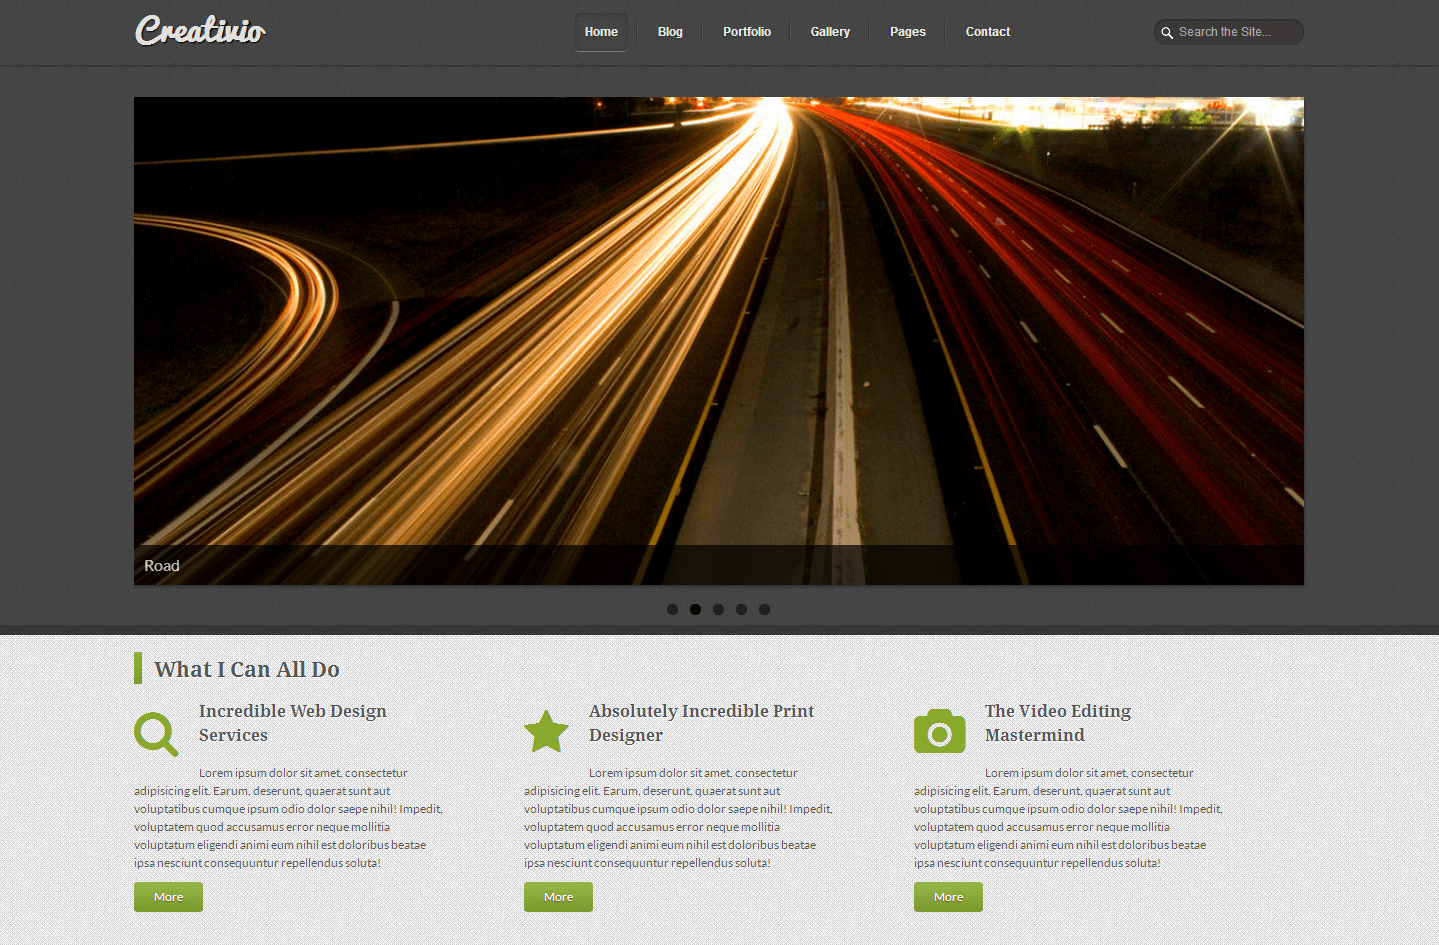 Creativio
Home Blog Portfolio Gallery Pages Contact
Search the Site...
Road
What I Can All Do
Incredible Web Design
Services
Lorem ipsum dolor sit amet, consectetur
adipisicing elit. Earum, deserunt, quaerat sunt aut
voluptatibus cumque ipsum odio dolor saepe nihil! Impedit,
voluptatem quod accusamus error neque mollitia
voluptatum eligendi animi eum nihil est doloribus beatae
ipsa nesciunt consequuntur repellendus soluta!
More
Absolutely Incredible Print
Designer
Lorem ipsum dolor sit amet, consectetur
adipisicing elit. Earum, deserunt, quaerat sunt aut
voluptatibus cumque ipsum odio dolor saepe nihil! Impedit,
voluptatem quod accusamus error neque mollitia
voluptatum eligendi animi eum nihil est doloribus beatae
ipsa nesciunt consequuntur repellendus soluta!
More
The Video Editing
Mastermind
Lorem ipsum dolor sit amet, consectetur
adipisicing elit. Earum, deserunt, quaerat sunt aut
voluptatibus cumque ipsum odio dolor saepe nihil! Impedit,
voluptatem quod accusamus error neque mollitia
voluptatum eligendi animi eum nihil est doloribus beatae
ipsa nesciunt consequuntur repellendus soluta!
More